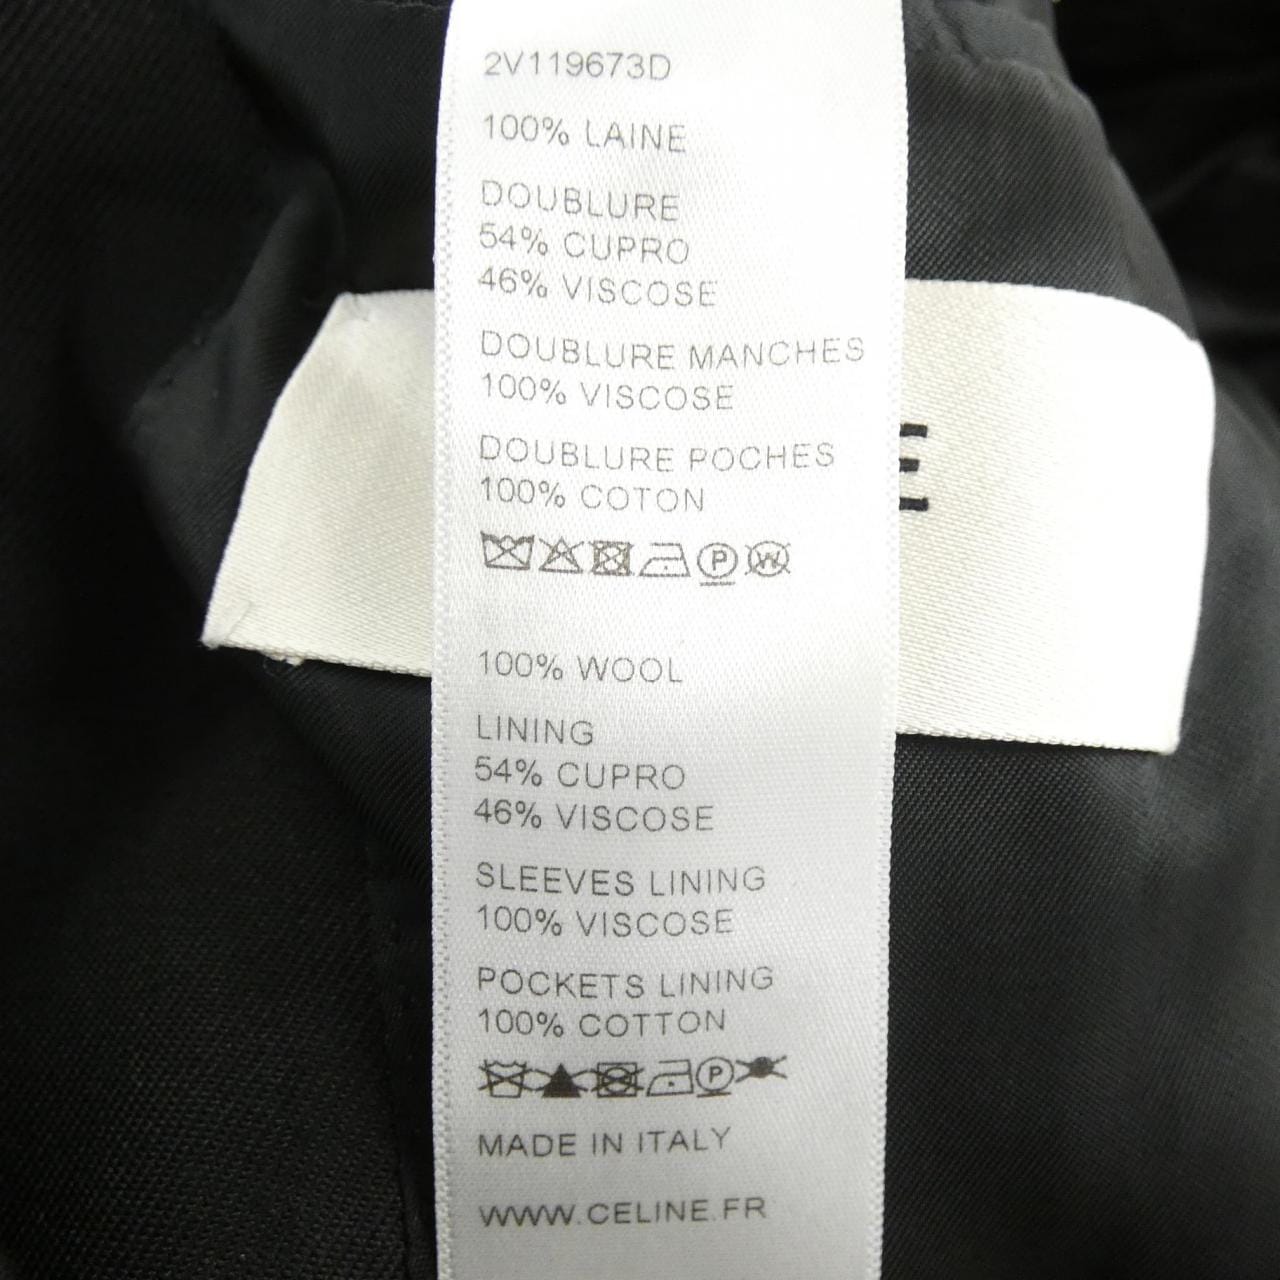 2V119673D
100% LAINE
DOUBLURE
54% CUPRO
46% VISCOSE
DOUBLURE MANCHES
100% VISCOSE
DOUBLURE POCHES
100% COTON
P W
E
100% WOOL
LINING
54% CUPRO
46% VISCOSE
SLEEVES LINING
100% VISCOSE
POCKETS LINING
100% COTTON
P
MADE IN ITALY
WWW.CELINE.FR